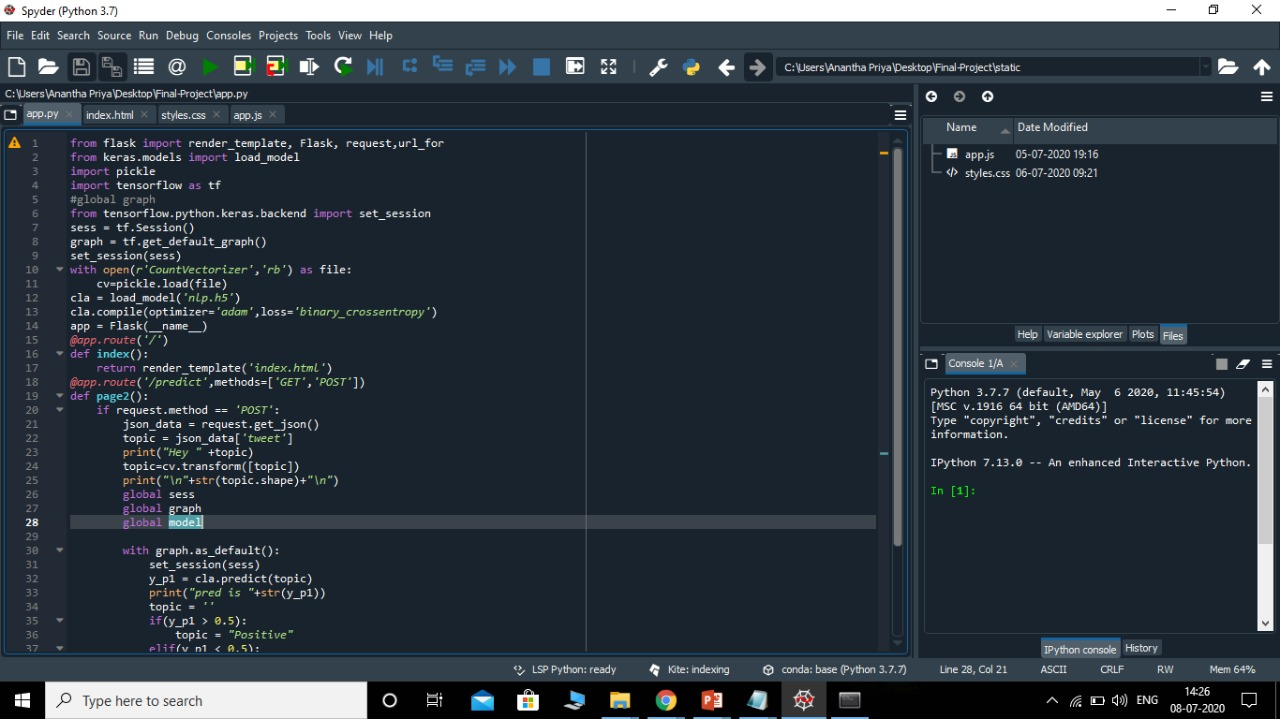 Spyder (Python 3.7)
File Edit Search Source Run Debug Consoles Projects Tools View Help
C:\Users\Anantha Priya\Desktop\Final-Project\static
C:\Users\Anantha Priya\Desktop\Final-Project\app.py
app.py index.html styles.css app.js
1 from flask import render_template, Flask, request,url_for
2 from keras.models import load_model
3 import pickle
4 import tensorflow as tf
5 #global graph
6 from tensorflow.python.keras.backend import set_session
7 sess = tf.Session()
8 graph = tf.get_default_graph()
9 set_session(sess)
10 with open(r'CountVectorizer','rb') as file:
11 cv=pickle.load(file)
12 cla = load_model('nlp.h5')
13 cla.compile(optimizer='adam',loss='binary_crossentropy')
14 app = Flask(__name__)
15 @app.route('/')
16 def index():
17 return render_template('index.html')
18 @app.route('/predict',methods=['GET','POST'])
19 def page2():
20 if request.method == 'POST':
21 json_data = request.get_json()
22 topic = json_data['tweet']
23 print("Hey " +topic)
24 topic=cv.transform([topic])
25 print("\n"+str(topic.shape)+"\n")
26 global sess
27 global graph
28 global model
29
30 with graph.as_default():
31 set_session(sess)
32 y_p1 = cla.predict(topic)
33 print("pred is "+str(y_p1))
34 topic = ''
35 if(y_p1 > 0.5):
36 topic = "Positive"
37 elif(y_p1 < 0.5):
Name Date Modified
app.js 05-07-2020 19:16
styles.css 06-07-2020 09:21
Help Variable explorer Plots Files
Console 1/A
Python 3.7.7 (default, May 6 2020, 11:45:54)
[MSC v.1916 64 bit (AMD64)]
Type "copyright", "credits" or "license" for more
information.
IPython 7.13.0 -- An enhanced Interactive Python.
In [1]:
IPython console History
LSP Python: ready Kite: indexing conda: base (Python 3.7.7) Line 28, Col 21 ASCII CRLF RW Mem 64%
Type here to search
ENG
14:26
08-07-2020